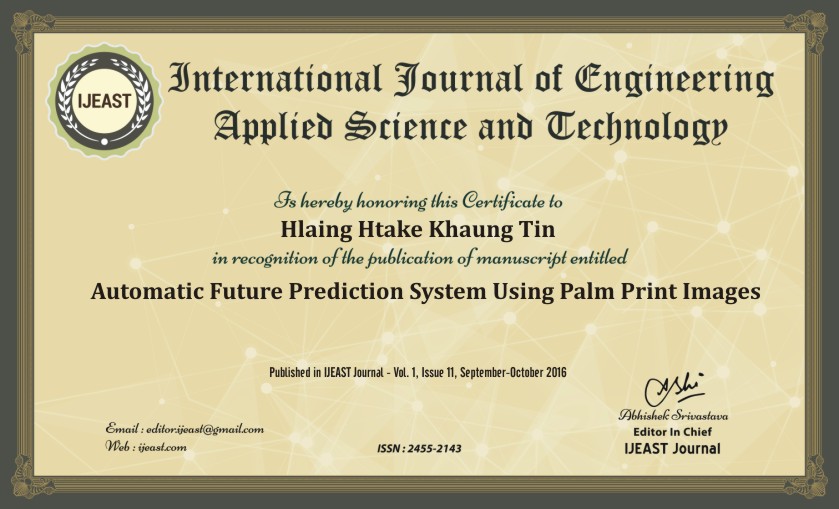 IJEAST
International Journal of Engineering
Applied Science and Technology
Is hereby honoring this Certificate to
Hlaing Htake Khaung Tin
in recognition of the publication of manuscript entitled
Automatic Future Prediction System Using Palm Print Images
Published in IJEAST Journal - Vol. 1, Issue 11, September-October 2016
Ashi
Abhishek Srivastava
Editor In Chief
IJEAST Journal
Email : editor.ijeast@gmail.com
Web : ijeast.com
ISSN : 2455-2143